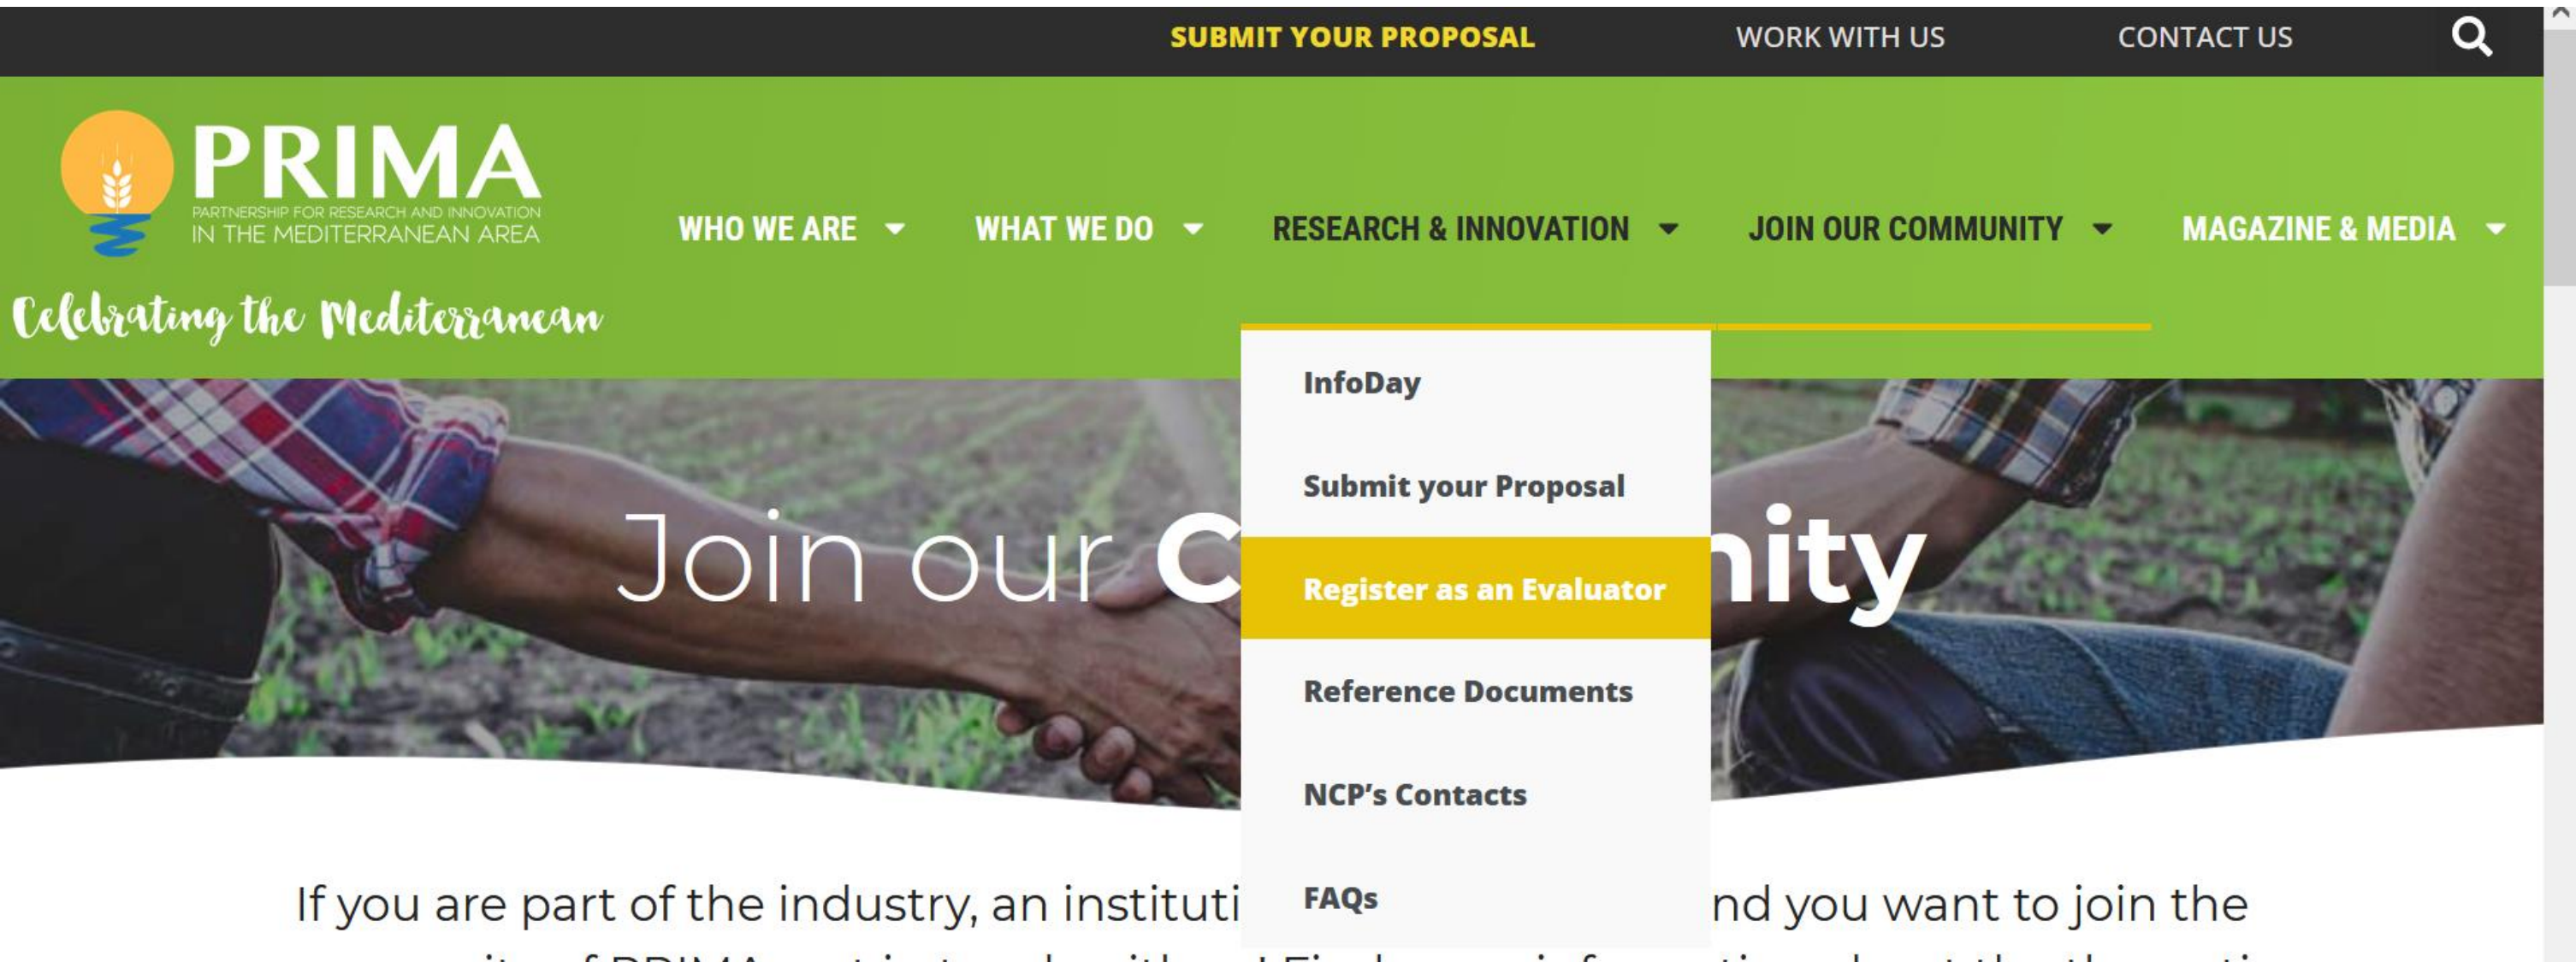 SUBMIT YOUR PROPOSAL WORK WITH US CONTACT US
PRIMA
PARTNERSHIP FOR RESEARCH AND INNOVATION
IN THE MEDITERRANEAN AREA
Celebrating the Mediterranean
WHO WE ARE WHAT WE DO RESEARCH & INNOVATION JOIN OUR COMMUNITY MAGAZINE & MEDIA
InfoDay
Submit your Proposal
Register as an Evaluator
Reference Documents
NCP's Contacts
FAQs
Join our C nity
If you are part of the industry, an instituti nd you want to join the